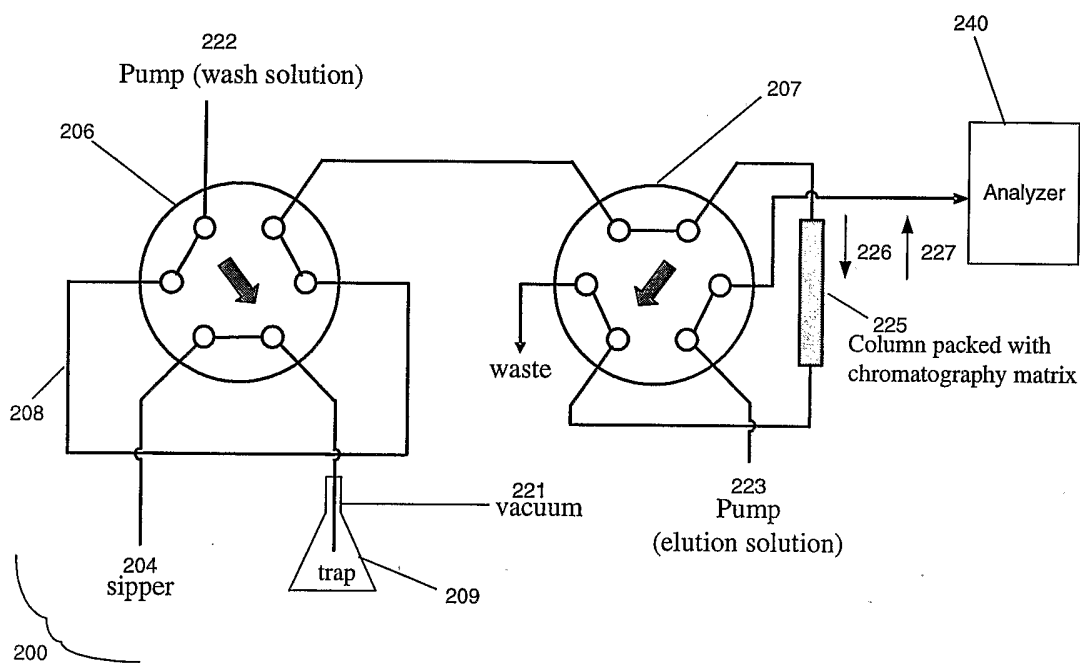 222
Pump (wash solution)
240
206
207
Analyzer
226
227
225
Column packed with
chromatography matrix
waste
208
221
vacuum
223
Pump
(elution solution)
204
sipper
trap
209
200